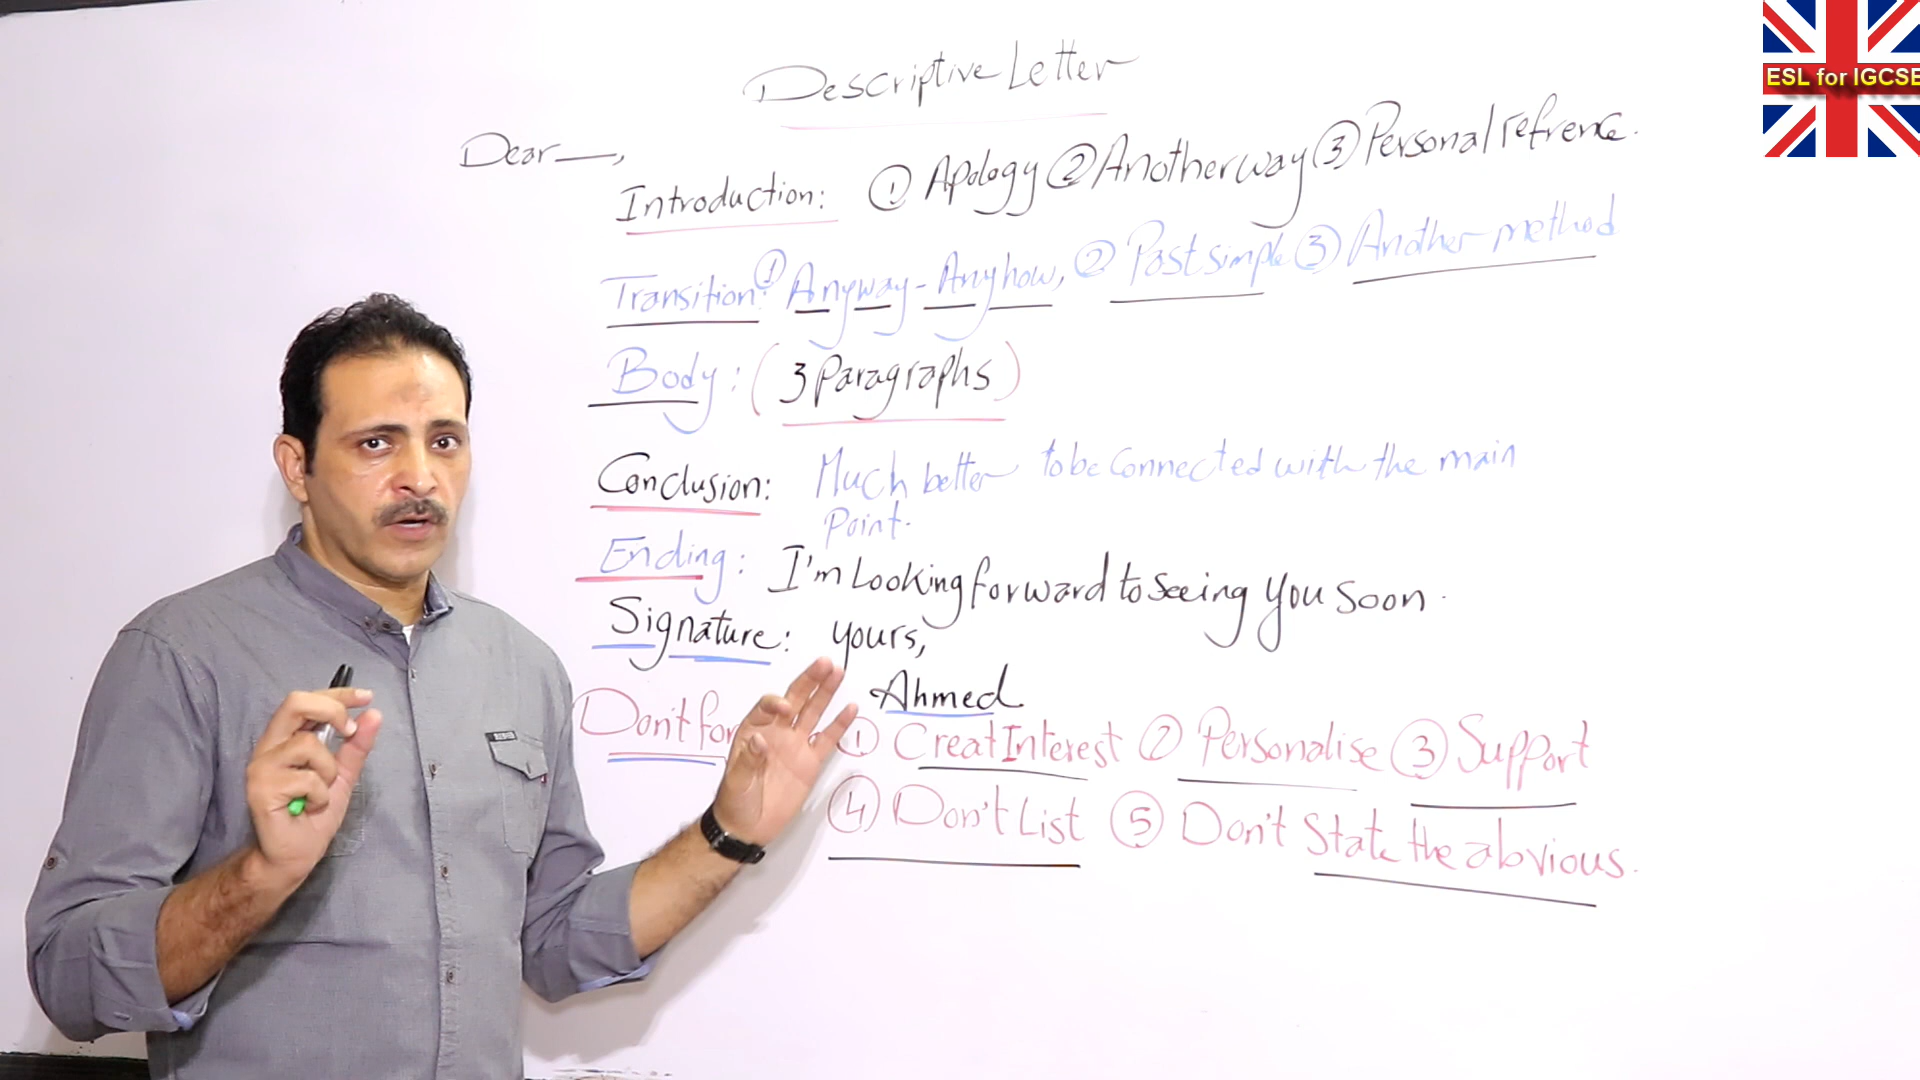 Descriptive Letter
ESL for IGCSE
Dear —,
Introduction: ① Apology ② Another way ③ Personal refrence.
Transition: ① Anyway - Anyhow, ② Past simple ③ Another method
Body: (3 Paragraphs)
Conclusion: Much better to be connected with the main
Point.
Ending: I'm Looking forward to seeing you soon.
Signature: yours,
Ahmed
Don't for ① Creat Interest ② Personalise ③ Support
④ Don't List ⑤ Don't State the abvious.